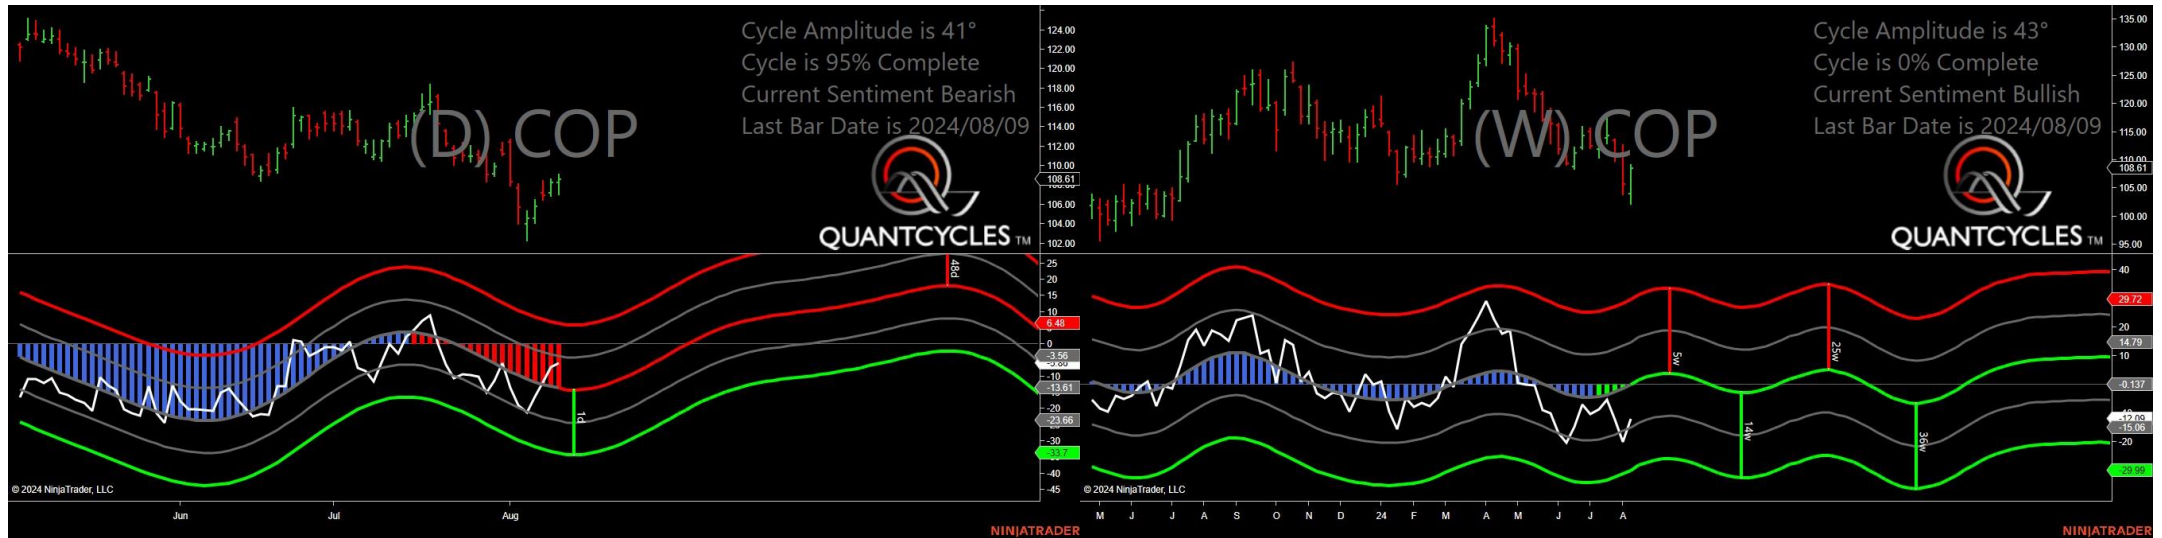 Cycle Amplitude is 41°
Cycle is 95% Complete
Current Sentiment Bearish
Last Bar Date is 2024/08/09
(D) COP
QUANTCYCLES TM
124.00
122.00
120.00
118.00
116.00
114.00
112.00
110.00
108.61
106.00
104.00
102.00
48d
1d
25
20
15
10
6.48
0
-3.56
-10
-13.61
-20
-23.66
-30
-33.7
-40
-45
© 2024 NinjaTrader, LLC
Jun
Jul
Aug
NINJATRADER
Cycle Amplitude is 43°
Cycle is 0% Complete
Current Sentiment Bullish
Last Bar Date is 2024/08/09
(W) COP
QUANTCYCLES TM
135.00
130.00
125.00
120.00
115.00
110.00
108.61
105.00
100.00
95.00
5w
14w
25w
36w
40
29.72
20
14.79
10
-0.137
-12.09
-15.06
-20
-29.99
© 2024 NinjaTrader, LLC
M J J A S O N D 24 F M A M J J A
NINJATRADER